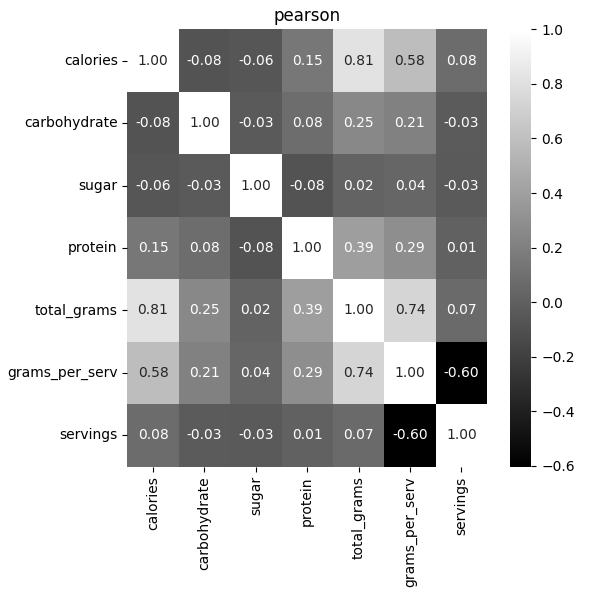 pearson
calories 1.00 -0.08 -0.06 0.15 0.81 0.58 0.08
carbohydrate -0.08 1.00 -0.03 0.08 0.25 0.21 -0.03
sugar -0.06 -0.03 1.00 -0.08 0.02 0.04 -0.03
protein 0.15 0.08 -0.08 1.00 0.39 0.29 0.01
total_grams 0.81 0.25 0.02 0.39 1.00 0.74 0.07
grams_per_serv 0.58 0.21 0.04 0.29 0.74 1.00 -0.60
servings 0.08 -0.03 -0.03 0.01 0.07 -0.60 1.00
calories
carbohydrate
sugar
protein
total_grams
grams_per_serv
servings
1.0
0.8
0.6
0.4
0.2
0.0
−0.2
−0.4
−0.6